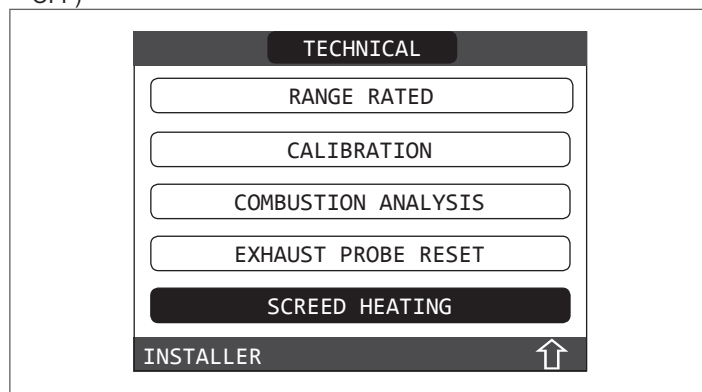 TECHNICAL
RANGE RATED
CALIBRATION
COMBUSTION ANALYSIS
EXHAUST PROBE RESET
SCREED HEATING
INSTALLER